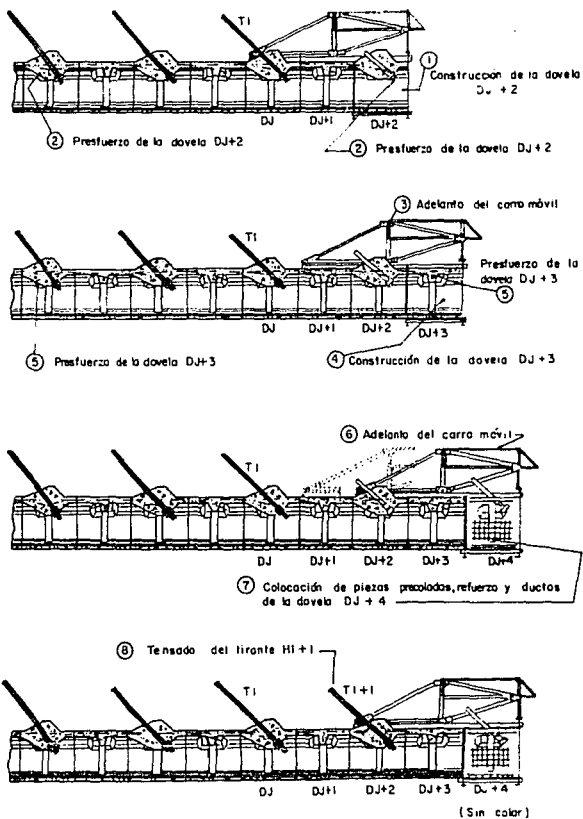 T1
① Construcción de la dovela
DJ + 2
DJ
DJ+1
DJ+2
② Presfuerzo de la dovela DJ+2
② Presfuerzo de la dovela DJ+2
③ Adelanto del carro móvil
T1
Presfuerzo de la
dovela DJ + 3
⑤
DJ
DJ+1
DJ+2
DJ+3
⑤ Presfuerzo de la dovela DJ+3
④ Construcción de la dovela DJ + 3
⑥ Adelanto del carro móvil
T1
DJ
DJ+1
DJ+2
DJ+3
DJ+4
⑦ Colocación de piezas precoladas, refuerzo y ductos
de la dovela DJ + 4
⑧ Tensado del tirante H1+1
T1
T1+1
DJ
DJ+1
DJ+2
DJ+3
DJ+4
(Sin colar)